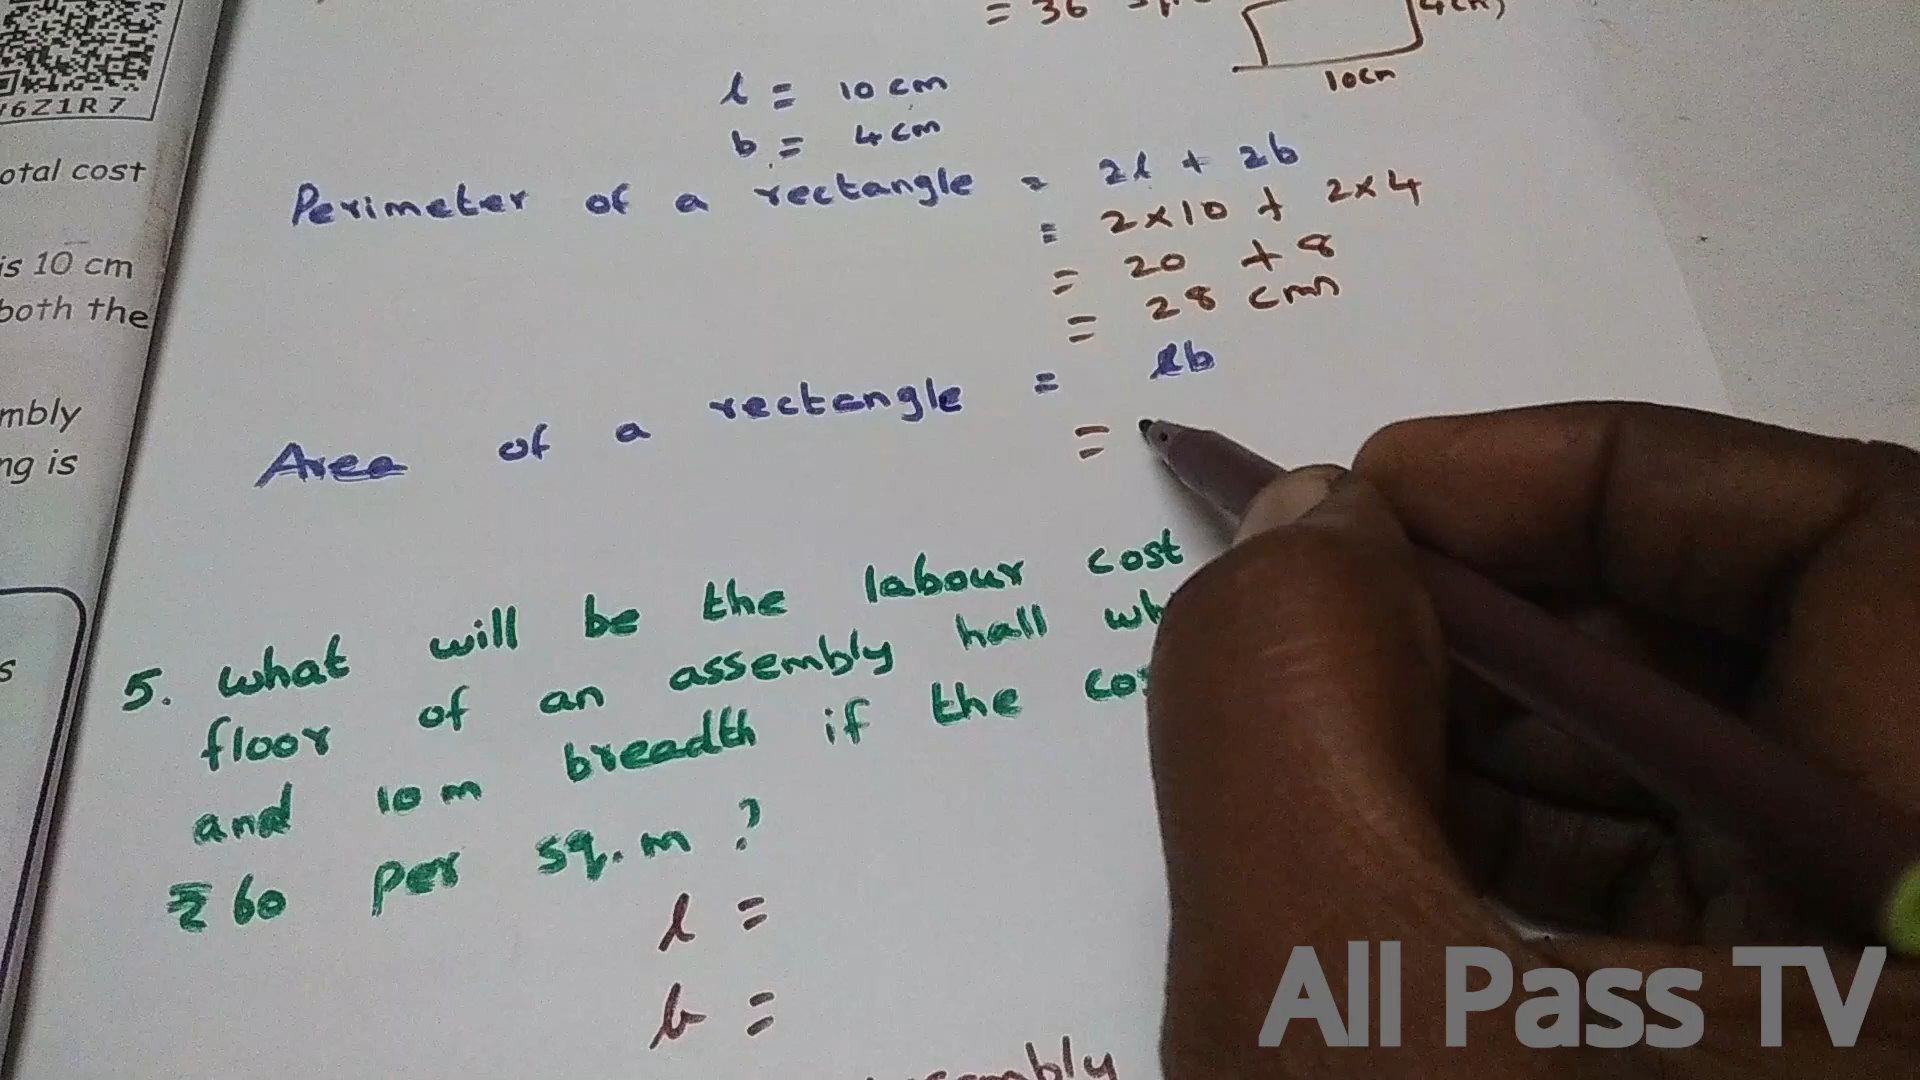 = 36
4cm
10cm
l = 10 cm
b = 4 cm
Perimeter of a rectangle = 2l + 2b
= 2×10 + 2×4
= 20 + 8
= 28 cm
Area of a rectangle = lb
=
5. What will be the labour cost
floor of an assembly hall wh
and 10 m breadth if the cos
₹ 60 per sq.m ?
l =
b =
6Z1R7
otal cost
is 10 cm
both the
mbly
ng is
s
All Pass TV